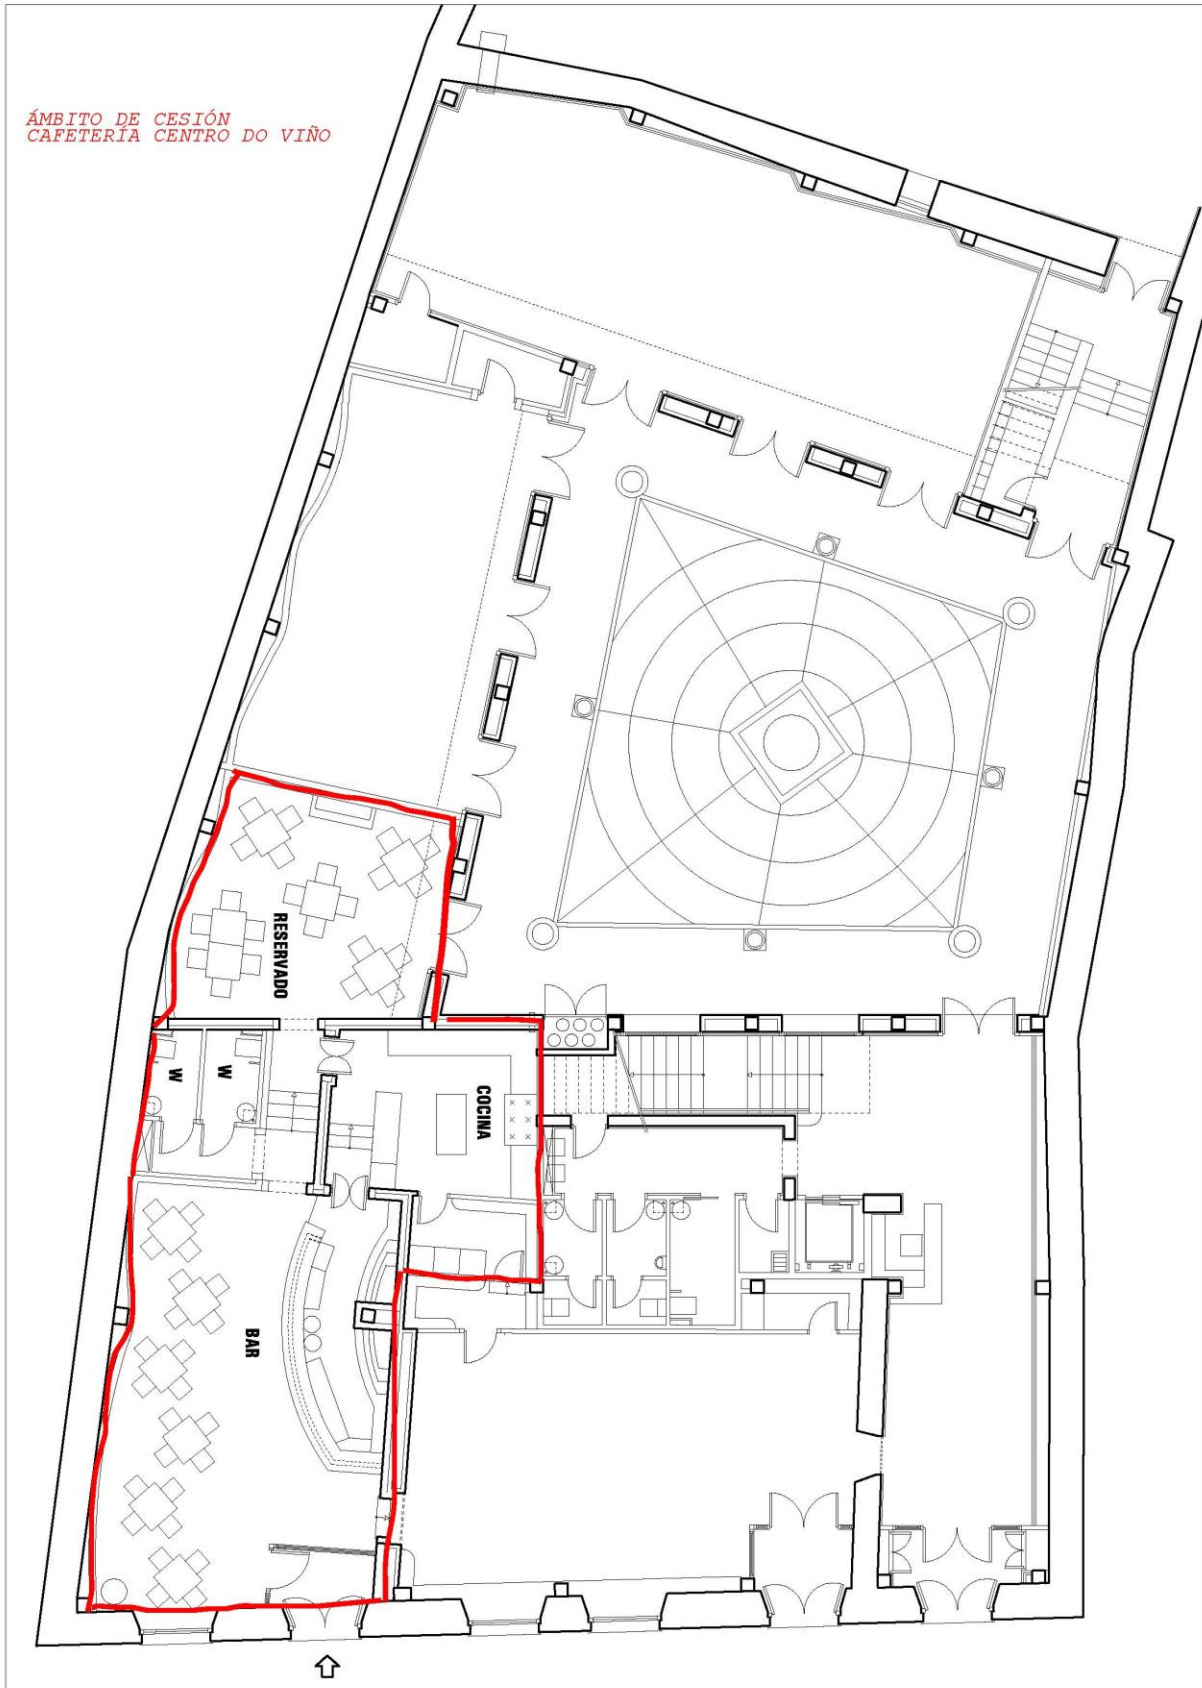 ÁMBITO DE CESIÓN
CAFETERÍA CENTRO DO VIÑO
RESERVADO
W
W
COCINA
BAR